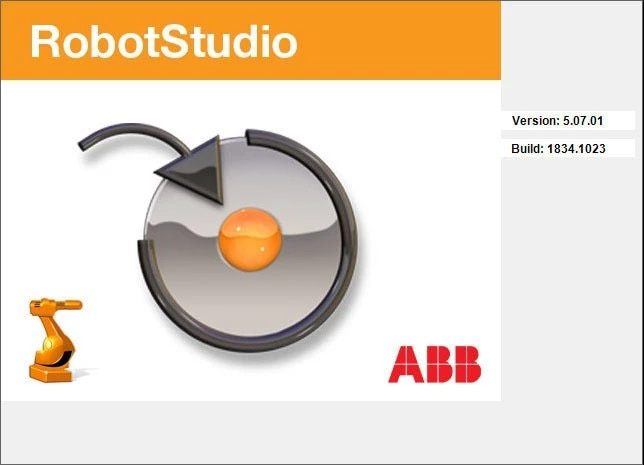 RobotStudio
Version: 5.07.01
Build: 1834.1023
ABB